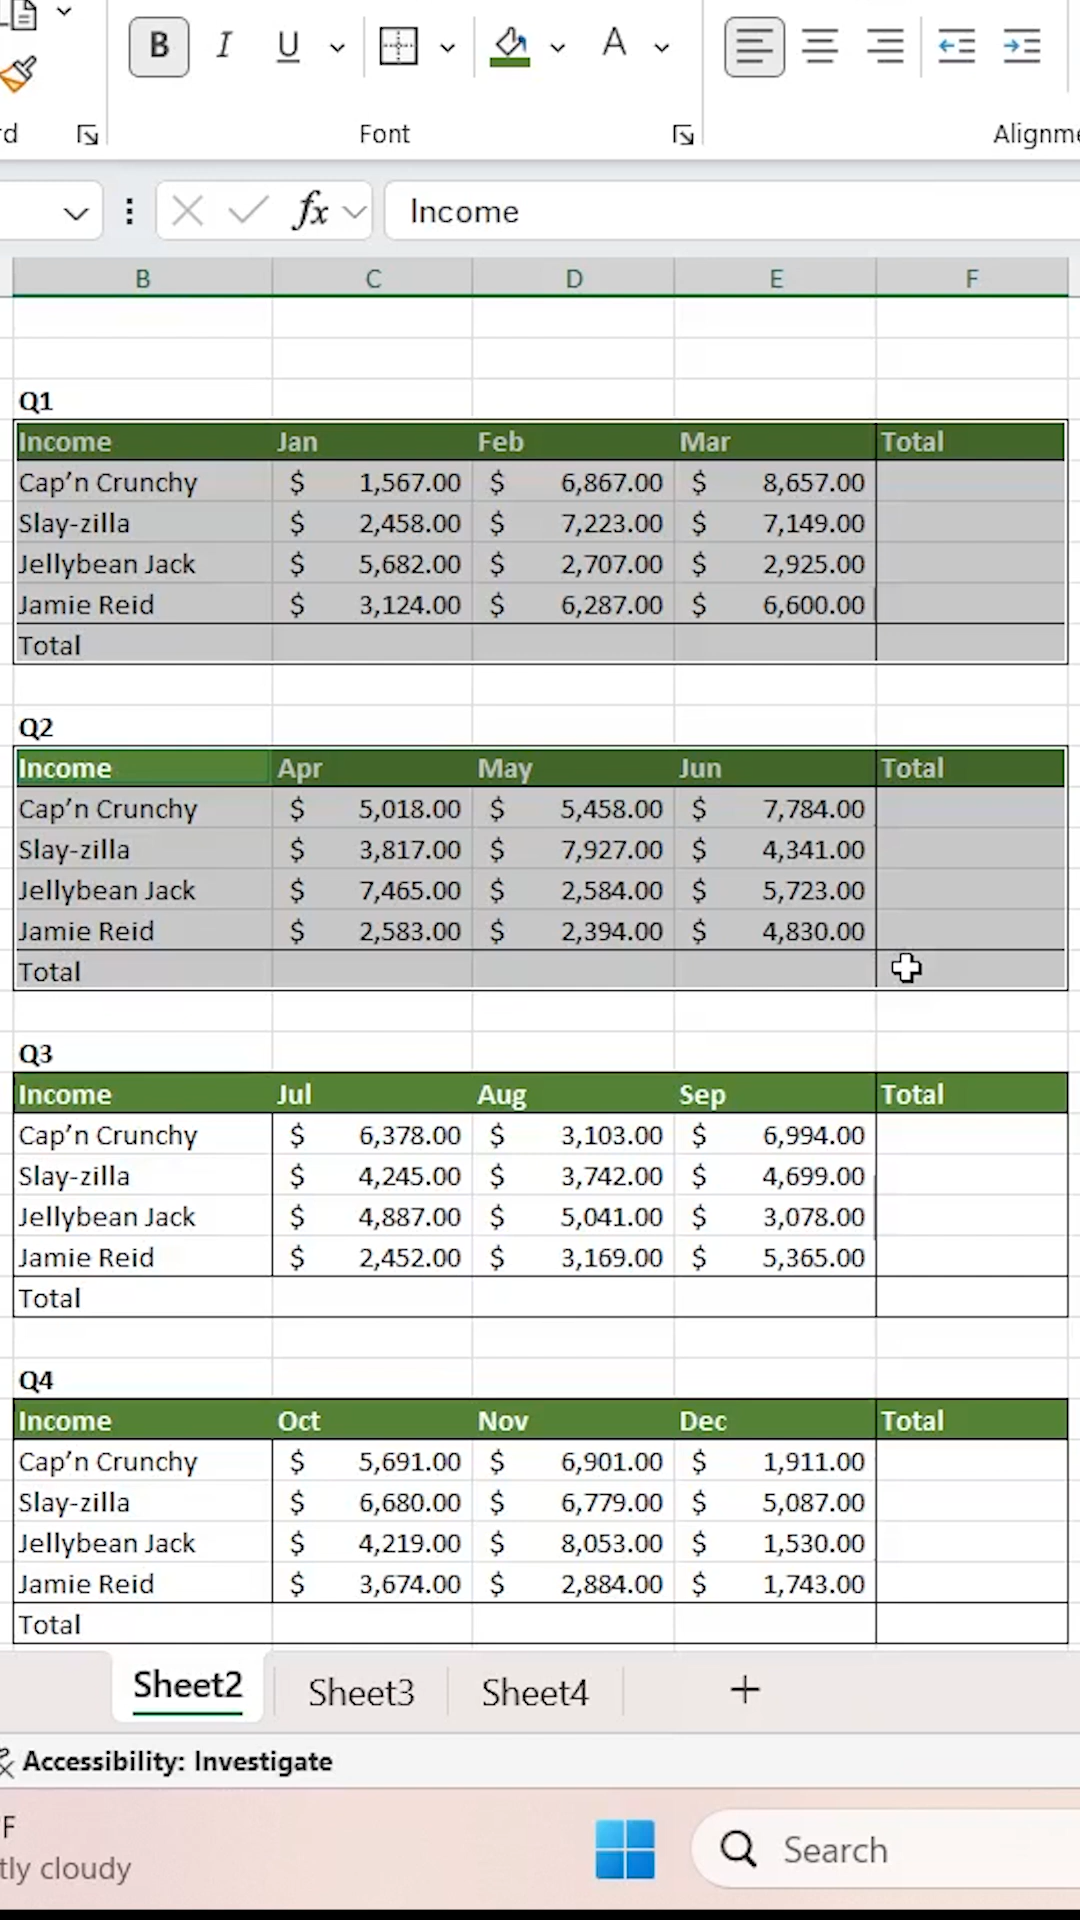 B I U A
rd Font Alignme
fx Income
B C D E F
Q1
Income Jan Feb Mar Total
Cap’n Crunchy $ 1,567.00 $ 6,867.00 $ 8,657.00
Slay-zilla $ 2,458.00 $ 7,223.00 $ 7,149.00
Jellybean Jack $ 5,682.00 $ 2,707.00 $ 2,925.00
Jamie Reid $ 3,124.00 $ 6,287.00 $ 6,600.00
Total
Q2
Income Apr May Jun Total
Cap’n Crunchy $ 5,018.00 $ 5,458.00 $ 7,784.00
Slay-zilla $ 3,817.00 $ 7,927.00 $ 4,341.00
Jellybean Jack $ 7,465.00 $ 2,584.00 $ 5,723.00
Jamie Reid $ 2,583.00 $ 2,394.00 $ 4,830.00
Total
Q3
Income Jul Aug Sep Total
Cap’n Crunchy $ 6,378.00 $ 3,103.00 $ 6,994.00
Slay-zilla $ 4,245.00 $ 3,742.00 $ 4,699.00
Jellybean Jack $ 4,887.00 $ 5,041.00 $ 3,078.00
Jamie Reid $ 2,452.00 $ 3,169.00 $ 5,365.00
Total
Q4
Income Oct Nov Dec Total
Cap’n Crunchy $ 5,691.00 $ 6,901.00 $ 1,911.00
Slay-zilla $ 6,680.00 $ 6,779.00 $ 5,087.00
Jellybean Jack $ 4,219.00 $ 8,053.00 $ 1,530.00
Jamie Reid $ 3,674.00 $ 2,884.00 $ 1,743.00
Total
Sheet2 Sheet3 Sheet4 +
Accessibility: Investigate
F
tly cloudy
Search